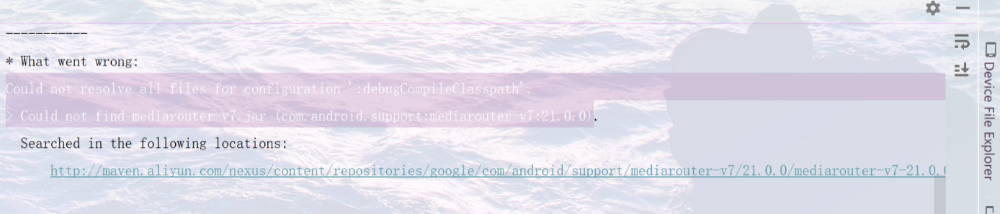 -----------
* What went wrong:
Could not resolve all files for configuration ':debugCompileClasspath'.
> Could not find mediarouter-v7.jar (com.android.support:mediarouter-v7:21.0.0).
Searched in the following locations:
http://maven.aliyun.com/nexus/content/repositories/google/com/android/support/mediarouter-v7/21.0.0/mediarouter-v7-21.0.
Device File Explorer